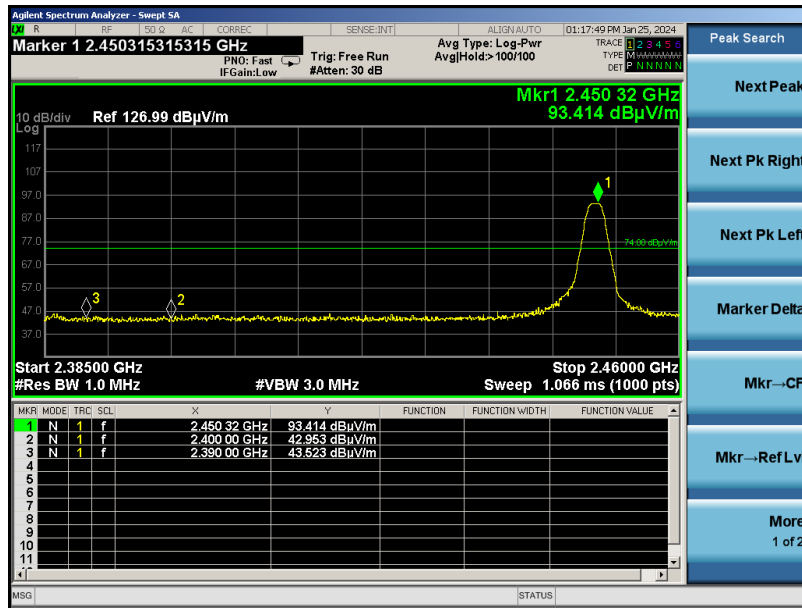 Agilent Spectrum Analyzer - Swept SA
LXI R RF 50 Ω AC CORREC SENSE:INT ALIGN AUTO 01:17:49 PM Jan 25, 2024
Marker 1 2.450315315315 GHz
PNO: Fast
IFGain:Low
Trig: Free Run
#Atten: 30 dB
Avg Type: Log-Pwr
Avg|Hold:>100/100
TRACE 1 2 3 4 5 6
TYPE M
DET P N N N N N
Peak Search
Mkr1 2.450 32 GHz
93.414 dBµV/m
10 dB/div Ref 126.99 dBµV/m
Log
117
107
97.0
87.0
77.0
67.0
57.0
47.0
37.0
1
74.00 dBµV/m
3
2
Start 2.38500 GHz Stop 2.46000 GHz
#Res BW 1.0 MHz #VBW 3.0 MHz Sweep 1.066 ms (1000 pts)
MKR MODE TRC SCL X Y FUNCTION FUNCTION WIDTH FUNCTION VALUE
1 N 1 f 2.450 32 GHz 93.414 dBµV/m
2 N 1 f 2.400 00 GHz 42.953 dBµV/m
3 N 1 f 2.390 00 GHz 43.523 dBµV/m
4
5
6
7
8
9
10
11
MSG STATUS
Next Peak
Next Pk Right
Next Pk Left
Marker Delta
Mkr→CF
Mkr→Ref Lv
More
1 of 2